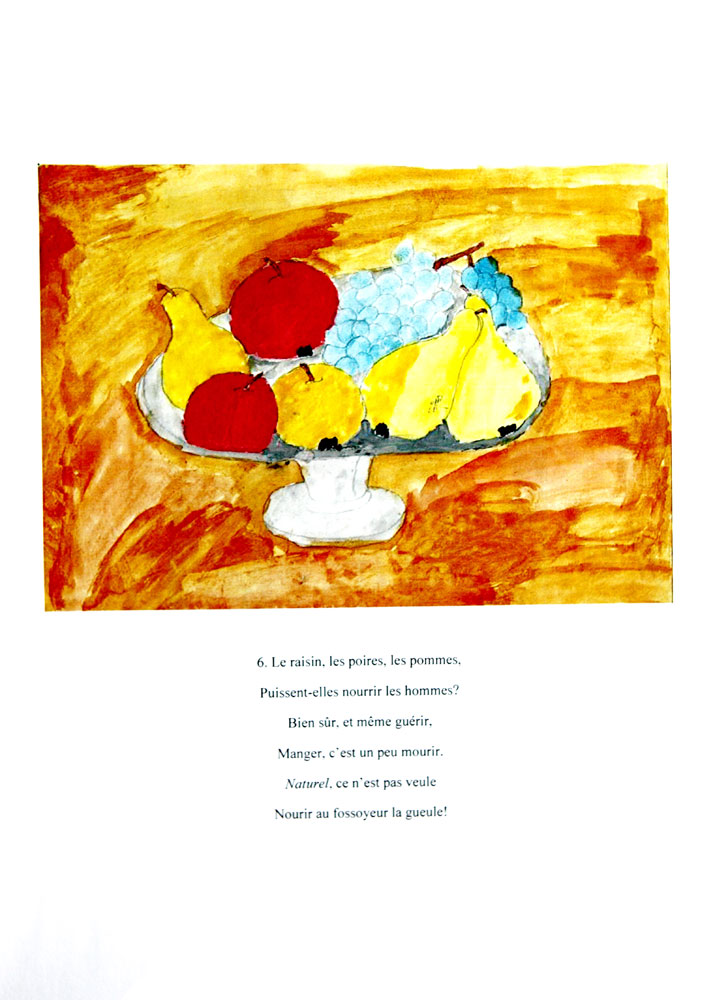 6. Le raisin, les poires, les pommes,
Puissent-elles nourrir les hommes?
Bien sûr, et même guérir,
Manger, c'est un peu mourir.
Naturel, ce n'est pas veule
Nourir au fossoyeur la gueule!